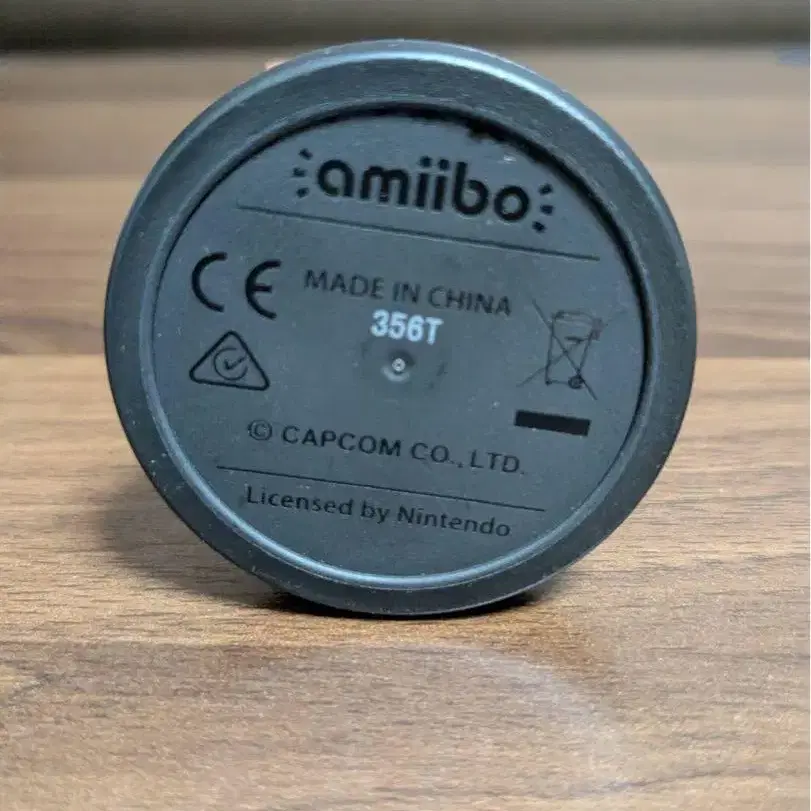 amiibo
CE
MADE IN CHINA
356T
© CAPCOM CO., LTD.
Licensed by Nintendo